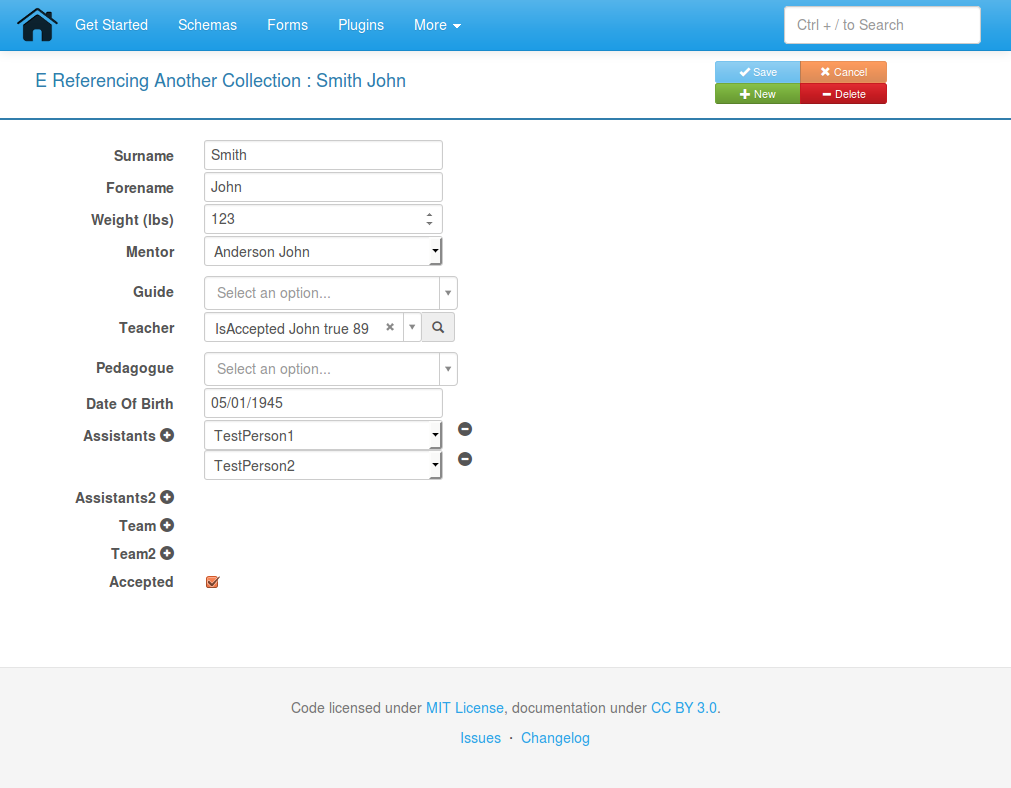 Get Started Schemas Forms Plugins More Ctrl + / to Search
E Referencing Another Collection : Smith John
Save Cancel
New Delete
Surname Smith
Forename John
Weight (lbs) 123
Mentor Anderson John
Guide Select an option...
Teacher IsAccepted John true 89
Pedagogue Select an option...
Date Of Birth 05/01/1945
Assistants TestPerson1
TestPerson2
Assistants2
Team
Team2
Accepted
Code licensed under MIT License, documentation under CC BY 3.0.
Issues · Changelog